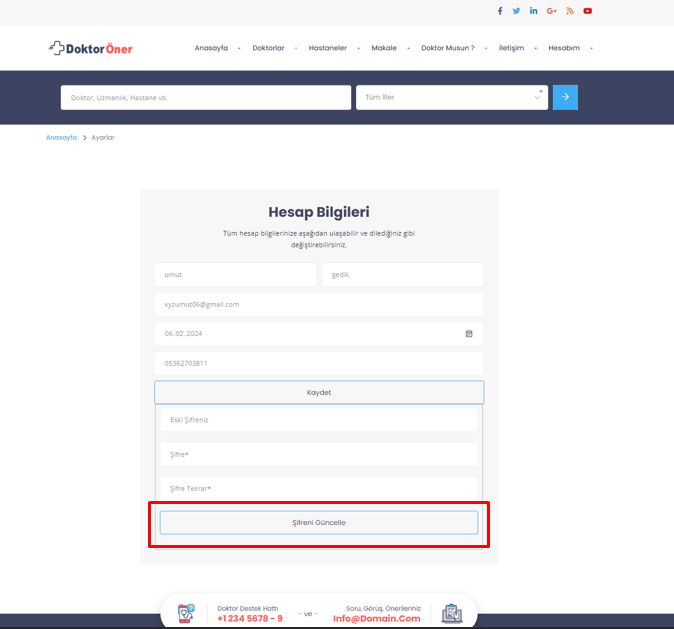 DoktorÖner
Anasayfa • Doktorlar • Hastaneler • Makale • Doktor Musun ? • İletişim • Hesabım •
Doktor, Uzmanlık, Hastane vb.
Tüm İller
Anasayfa > Ayarlar
Hesap Bilgileri
Tüm hesap bilgilerinize aşağıdan ulaşabilir ve dilediğiniz gibi
değiştirebilirsiniz.
umut
gedik
xyzumut06@gmail.com
06.02.2024
05362703811
Kaydet
Eski Şifreniz
Şifre*
Şifre Tekrar*
Şifreni Güncelle
Doktor Destek Hattı
+1 234 5678 - 9
- ve -
Soru, Görüş, Önerileriniz
Info@Domain.Com